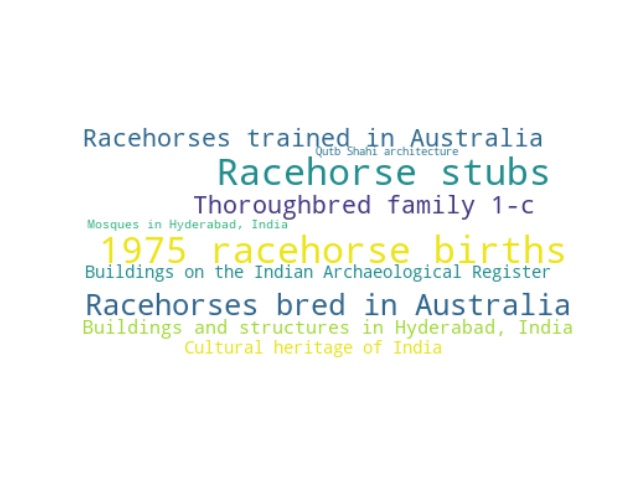 Racehorses trained in Australia
Qutb Shahi architecture
Racehorse stubs
Thoroughbred family 1-c
Mosques in Hyderabad, India
1975 racehorse births
Buildings on the Indian Archaeological Register
Racehorses bred in Australia
Buildings and structures in Hyderabad, India
Cultural heritage of India